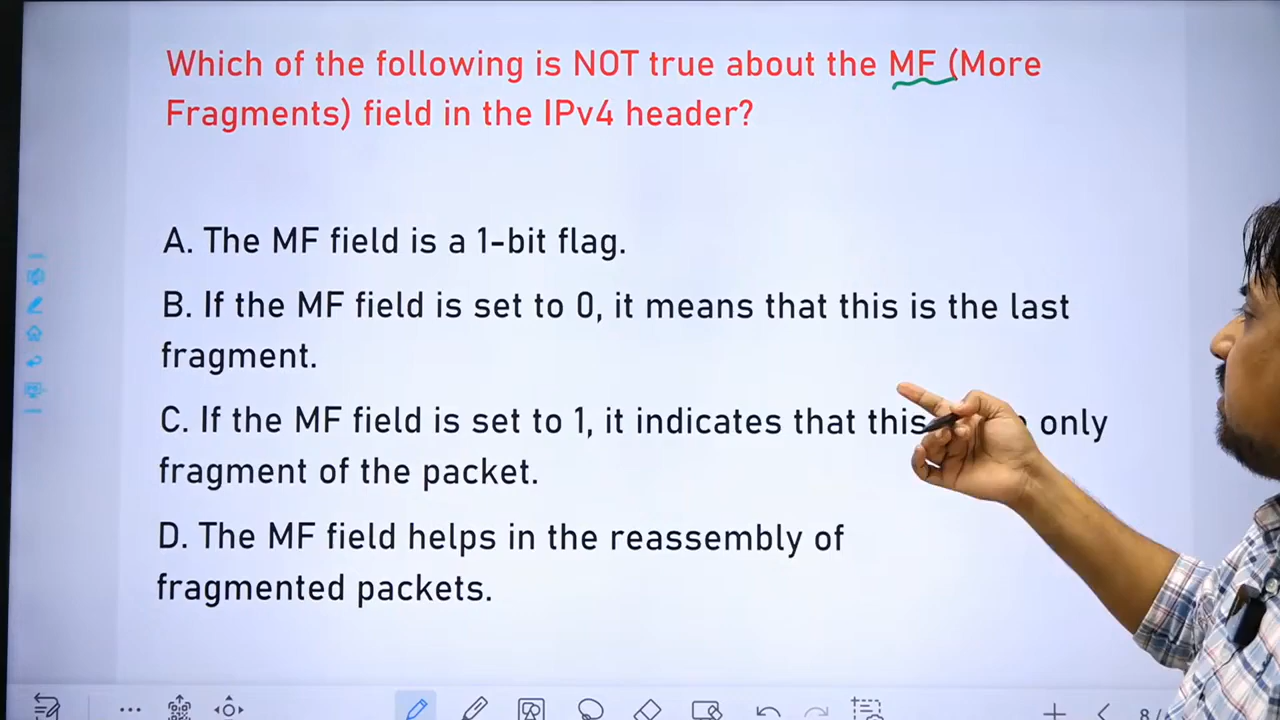 Which of the following is NOT true about the MF (More
Fragments) field in the IPv4 header?
A. The MF field is a 1-bit flag.
B. If the MF field is set to 0, it means that this is the last
fragment.
C. If the MF field is set to 1, it indicates that this only
fragment of the packet.
D. The MF field helps in the reassembly of
fragmented packets.
8/